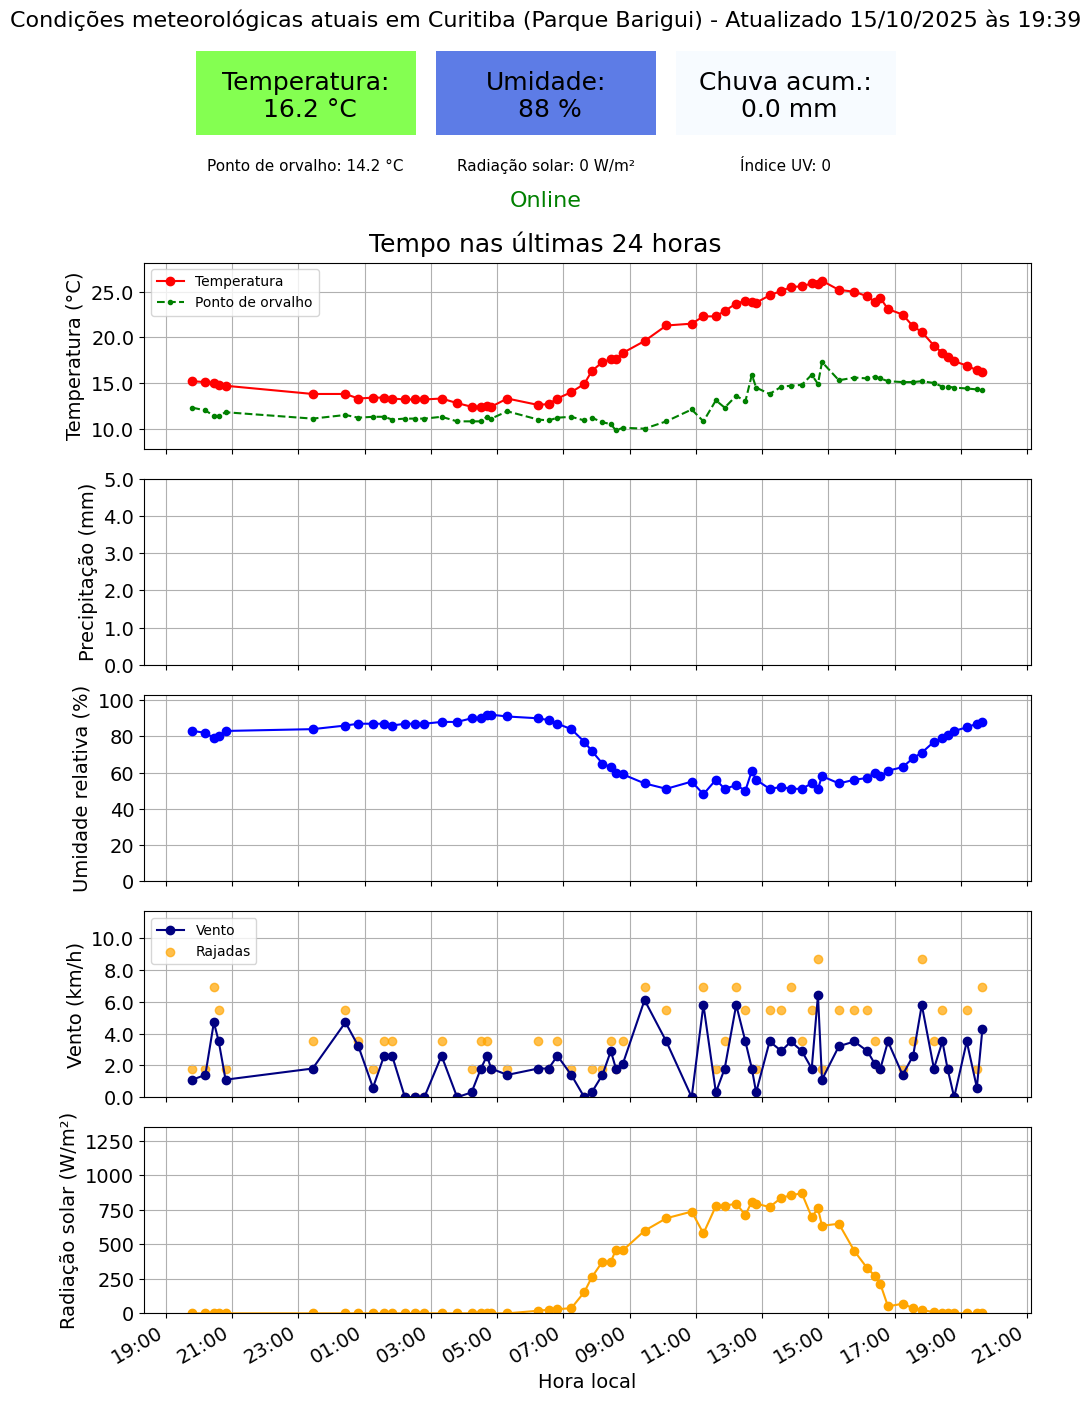 Condições meteorológicas atuais em Curitiba (Parque Barigui) - Atualizado 15/10/2025 às 19:39
Temperatura:
16.2 °C
Umidade:
88 %
Chuva acum.:
0.0 mm
Ponto de orvalho: 14.2 °C
Radiação solar: 0 W/m²
Índice UV: 0
Online
Tempo nas últimas 24 horas
Temperatura (°C)
25.0
20.0
15.0
10.0
Temperatura
Ponto de orvalho
Precipitação (mm)
5.0
4.0
3.0
2.0
1.0
0.0
Umidade relativa (%)
100
80
60
40
20
0
Vento (km/h)
10.0
8.0
6.0
4.0
2.0
0.0
Vento
Rajadas
Radiação solar (W/m²)
1250
1000
750
500
250
0
19:00
21:00
23:00
01:00
03:00
05:00
07:00
09:00
11:00
13:00
15:00
17:00
19:00
21:00
Hora local